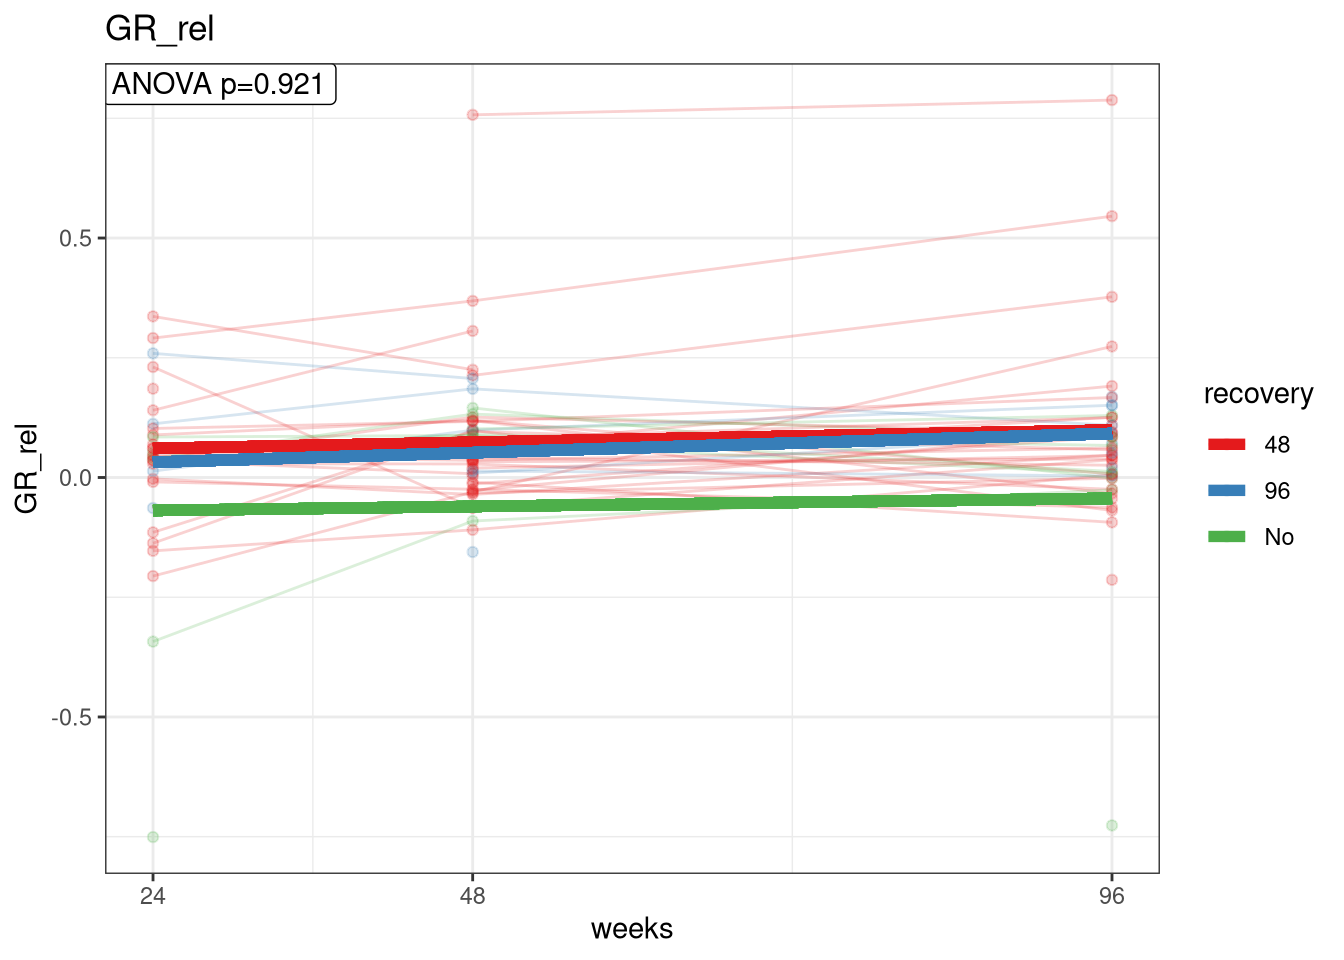 GR_rel
ANOVA p=0.921
0.5
0.0
-0.5
GR_rel
24 48 96
weeks
recovery
48
96
No